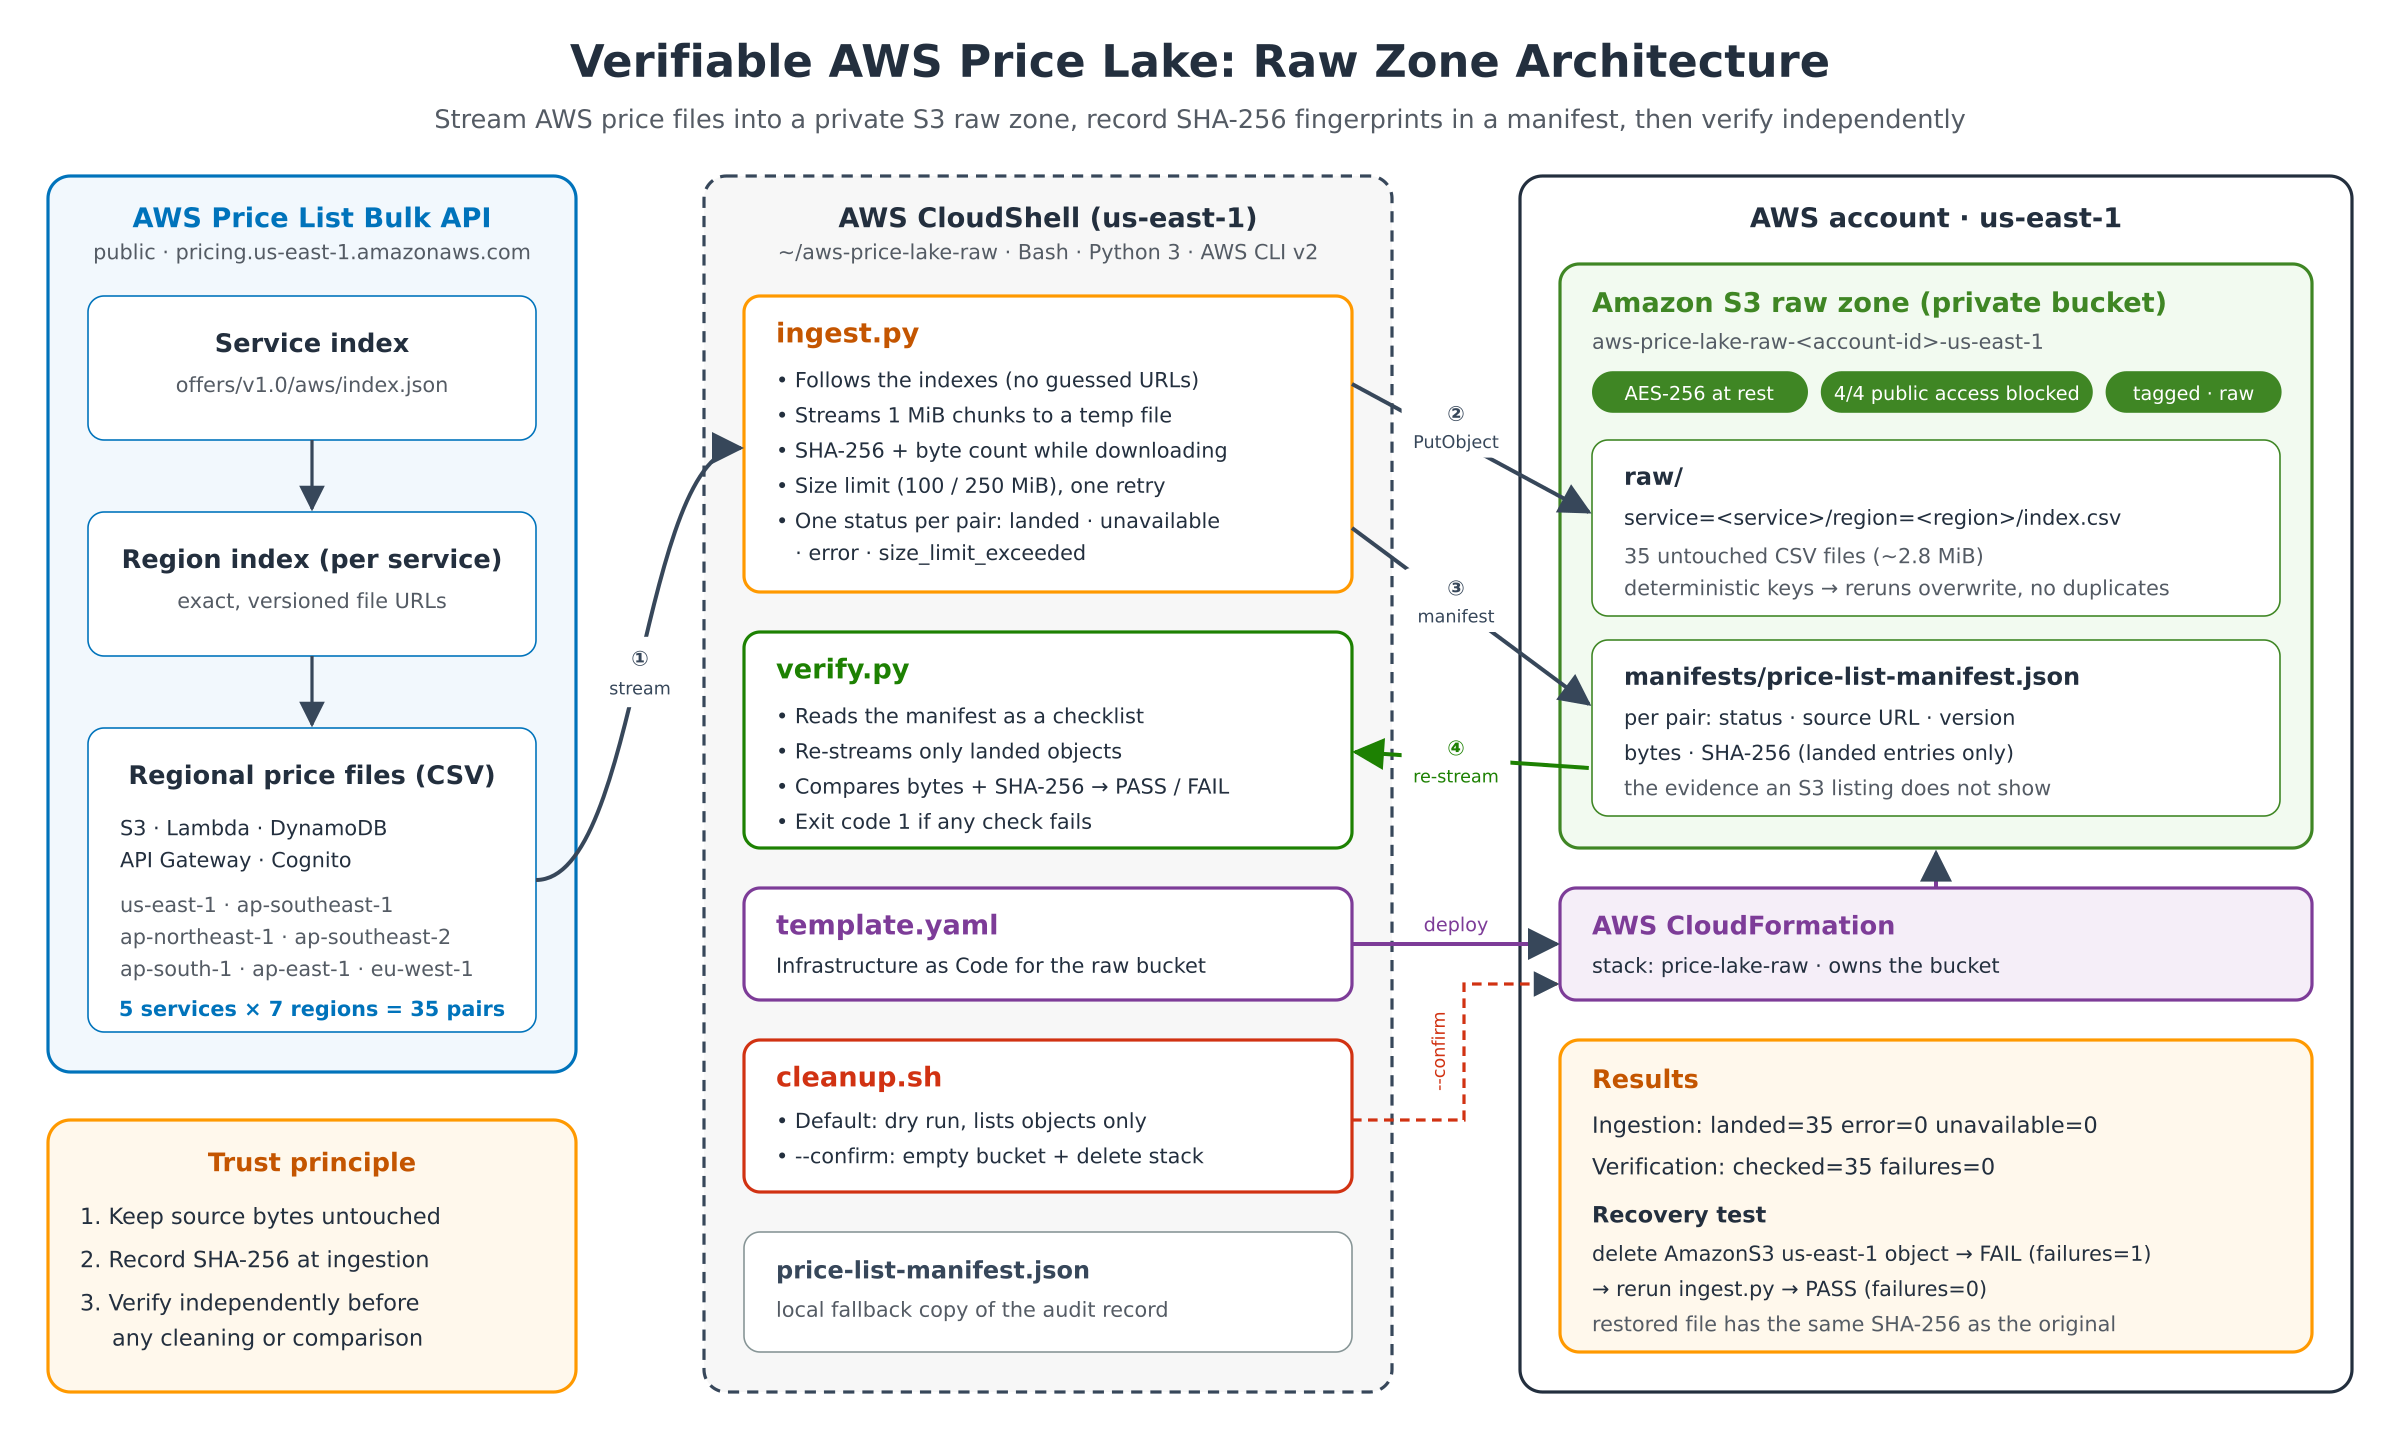 Verifiable AWS Price Lake: Raw Zone Architecture
Stream AWS price files into a private S3 raw zone, record SHA-256 fingerprints in a manifest, then verify independently
AWS Price List Bulk API
public · pricing.us-east-1.amazonaws.com
Service index
offers/v1.0/aws/index.json
Region index (per service)
exact, versioned file URLs
Regional price files (CSV)
S3 · Lambda · DynamoDB
API Gateway · Cognito
us-east-1 · ap-southeast-1
ap-northeast-1 · ap-southeast-2
ap-south-1 · ap-east-1 · eu-west-1
5 services × 7 regions = 35 pairs
Trust principle
1. Keep source bytes untouched
2. Record SHA-256 at ingestion
3. Verify independently before
any cleaning or comparison
①
stream
AWS CloudShell (us-east-1)
~/aws-price-lake-raw · Bash · Python 3 · AWS CLI v2
ingest.py
• Follows the indexes (no guessed URLs)
• Streams 1 MiB chunks to a temp file
• SHA-256 + byte count while downloading
• Size limit (100 / 250 MiB), one retry
• One status per pair: landed · unavailable
· error · size_limit_exceeded
verify.py
• Reads the manifest as a checklist
• Re-streams only landed objects
• Compares bytes + SHA-256 → PASS / FAIL
• Exit code 1 if any check fails
template.yaml
Infrastructure as Code for the raw bucket
cleanup.sh
• Default: dry run, lists objects only
• --confirm: empty bucket + delete stack
price-list-manifest.json
local fallback copy of the audit record
②
PutObject
③
manifest
④
re-stream
deploy
--confirm
AWS account · us-east-1
Amazon S3 raw zone (private bucket)
aws-price-lake-raw-<account-id>-us-east-1
AES-256 at rest
4/4 public access blocked
tagged · raw
raw/
service=<service>/region=<region>/index.csv
35 untouched CSV files (~2.8 MiB)
deterministic keys → reruns overwrite, no duplicates
manifests/price-list-manifest.json
per pair: status · source URL · version
bytes · SHA-256 (landed entries only)
the evidence an S3 listing does not show
AWS CloudFormation
stack: price-lake-raw · owns the bucket
Results
Ingestion: landed=35 error=0 unavailable=0
Verification: checked=35 failures=0
Recovery test
delete AmazonS3 us-east-1 object → FAIL (failures=1)
→ rerun ingest.py → PASS (failures=0)
restored file has the same SHA-256 as the original